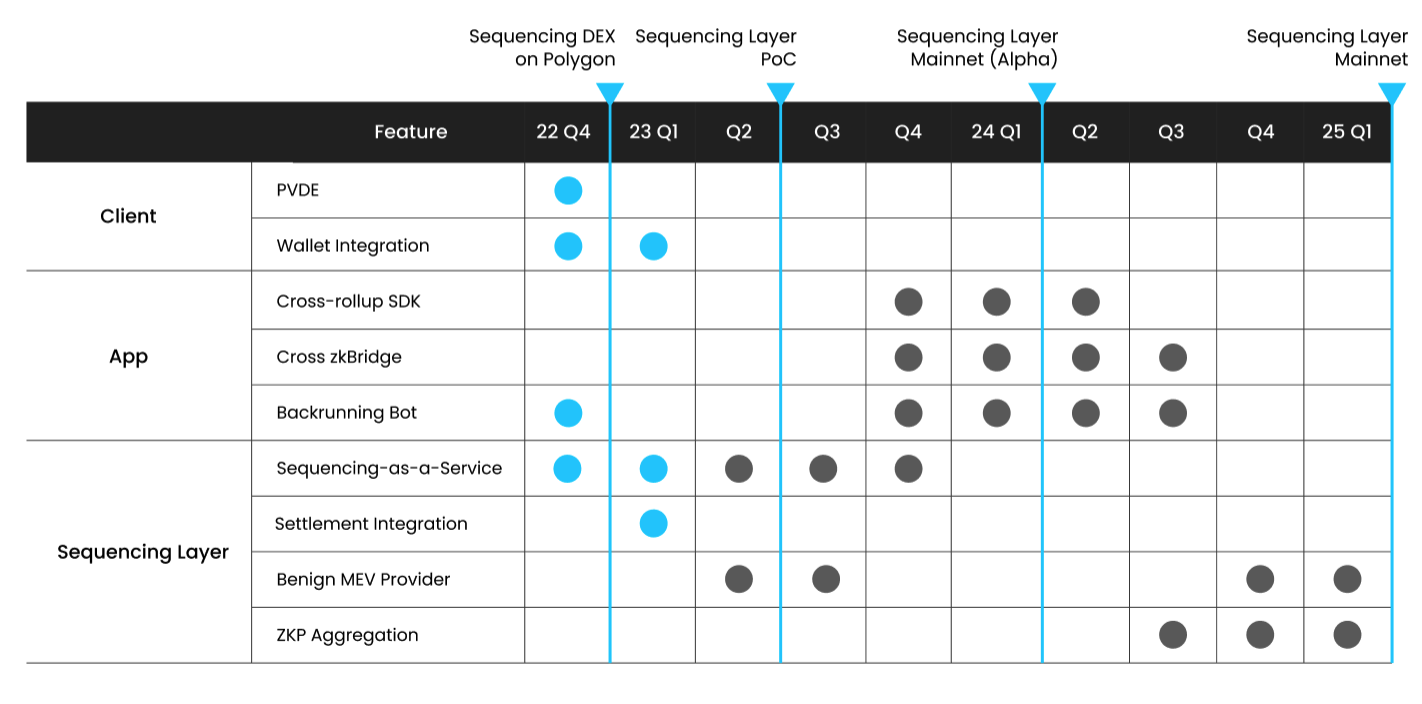 Sequencing DEX
on Polygon
Sequencing Layer
PoC
Sequencing Layer
Mainnet (Alpha)
Sequencing Layer
Mainnet
Feature 22 Q4 23 Q1 Q2 Q3 Q4 24 Q1 Q2 Q3 Q4 25 Q1
Client
PVDE
Wallet Integration
App
Cross-rollup SDK
Cross zkBridge
Backrunning Bot
Sequencing Layer
Sequencing-as-a-Service
Settlement Integration
Benign MEV Provider
ZKP Aggregation